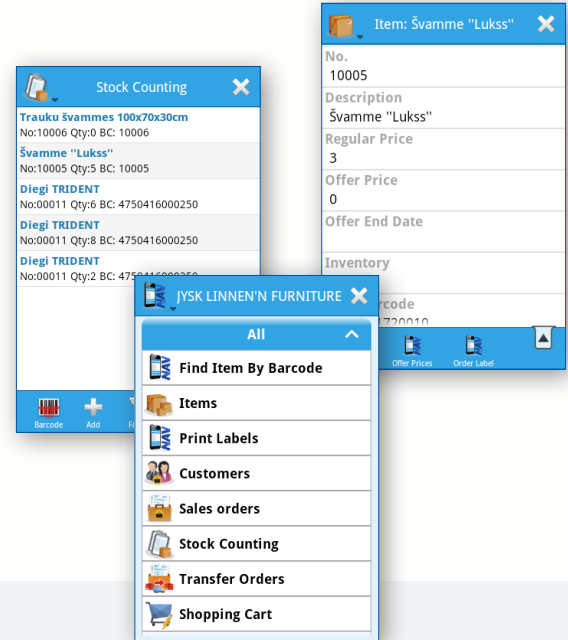 Stock Counting
Trauku švammes 100x70x30cm
No:10006 Qty:0 BC: 10006
Švamme ''Lukss''
No:10005 Qty:5 BC: 10005
Diegi TRIDENT
No:00011 Qty:6 BC: 4750416000250
Diegi TRIDENT
No:00011 Qty:8 BC: 4750416000250
Diegi TRIDENT
No:00011 Qty:2 BC: 4750416000250
Barcode
Add
Item: Švamme ''Lukss''
No.
10005
Description
Švamme ''Lukss''
Regular Price
3
Offer Price
0
Offer End Date
Inventory
Offer Prices
Order Label
JYSK LINNEN'N FURNITURE
All
Find Item By Barcode
Items
Print Labels
Customers
Sales orders
Stock Counting
Transfer Orders
Shopping Cart